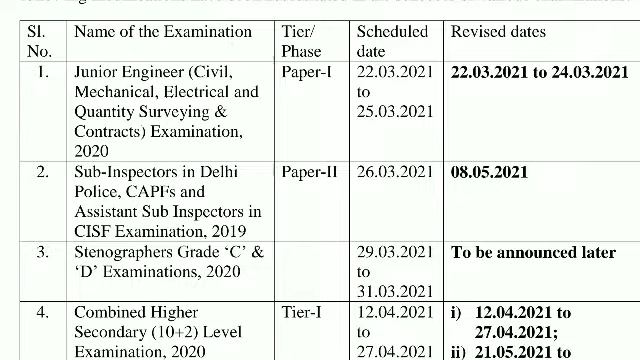 Sl. Name of the Examination Tier/ Scheduled Revised dates
No. Phase date
1. Junior Engineer (Civil, Paper-I 22.03.2021 22.03.2021 to 24.03.2021
Mechanical, Electrical and to
Quantity Surveying & 25.03.2021
Contracts) Examination,
2020
2. Sub-Inspectors in Delhi Paper-II 26.03.2021 08.05.2021
Police, CAPFs and
Assistant Sub Inspectors in
CISF Examination, 2019
3. Stenographers Grade ‘C’ & 29.03.2021 To be announced later
‘D’ Examinations, 2020 to
31.03.2021
4. Combined Higher Tier-I 12.04.2021 i) 12.04.2021 to
Secondary (10+2) Level to 27.04.2021;
Examination, 2020 27.04.2021 ii) 21.05.2021 to